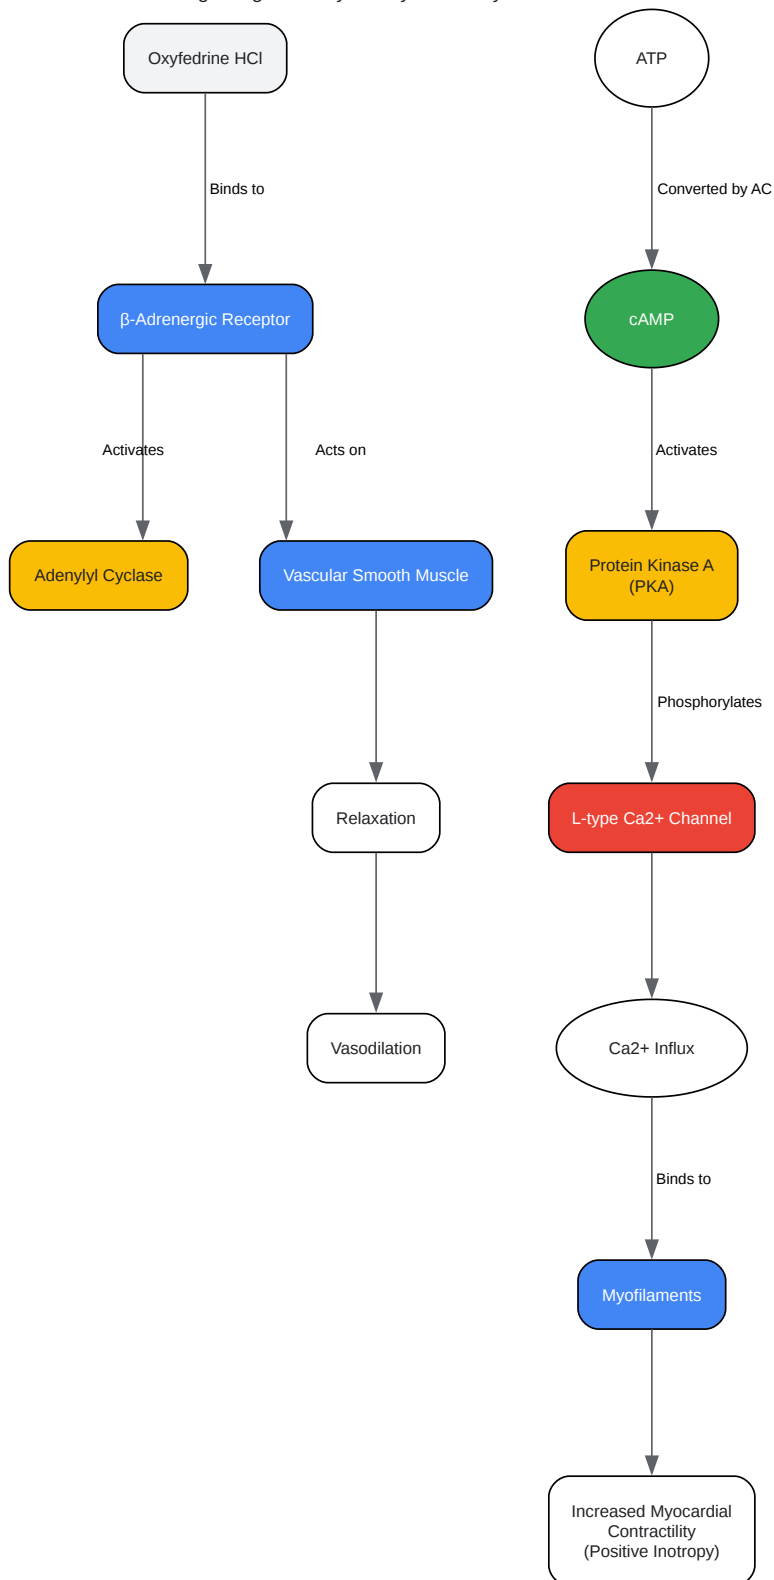 Oxyfedrine HCl
ATP
Binds to
Converted by AC
β-Adrenergic Receptor
cAMP
Activates
Acts on
Activates
Adenylyl Cyclase
Vascular Smooth Muscle
Protein Kinase A
(PKA)
Phosphorylates
Relaxation
L-type Ca2+ Channel
Vasodilation
Ca2+ Influx
Binds to
Myofilaments
Increased Myocardial
Contractility
(Positive Inotropy)